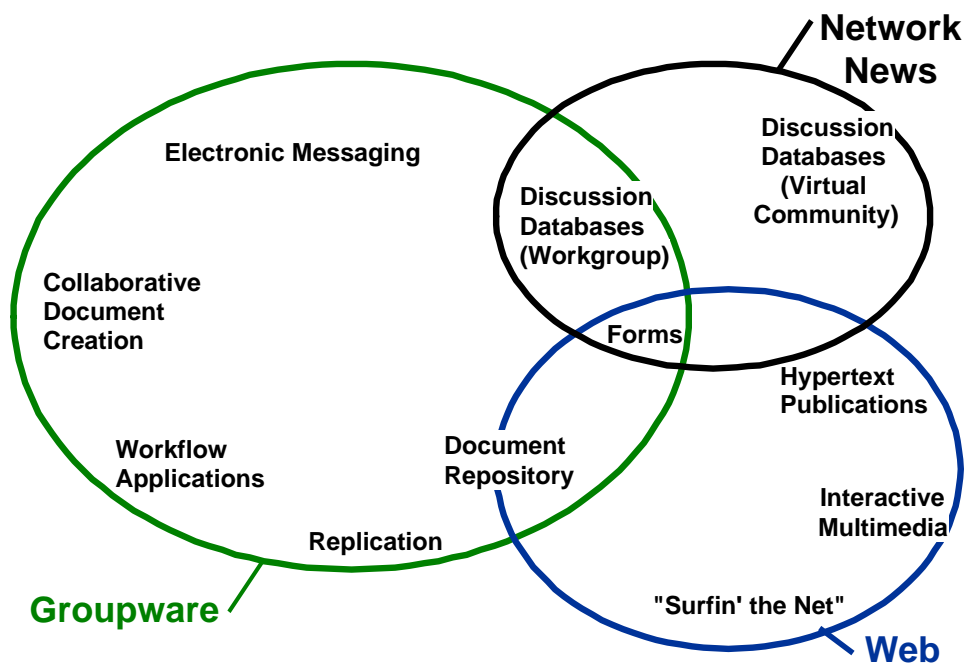 Network
News
Electronic Messaging
Discussion
Databases
(Virtual
Community)
Discussion
Databases
(Workgroup)
Collaborative
Document
Creation
Forms
Hypertext
Publications
Workflow
Applications
Document
Repository
Interactive
Multimedia
Replication
Groupware
"Surfin' the Net"
Web